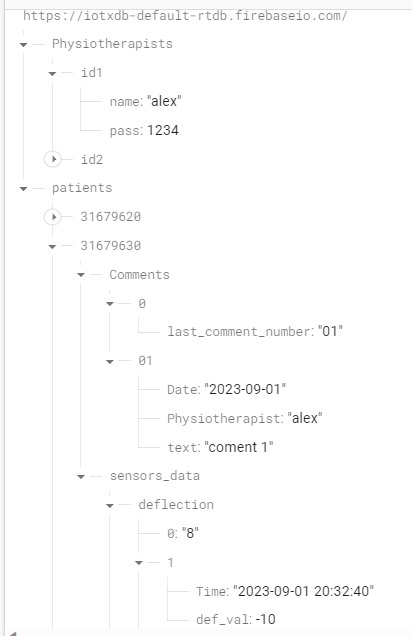 https://iotxdb-default-rtdb.firebaseio.com/
Physiotherapists
id1
name: "alex"
pass: 1234
id2
patients
31679620
31679630
Comments
0
last_comment_number: "01"
01
Date: "2023-09-01"
Physiotherapist: "alex"
text: "coment 1"
sensors_data
deflection
0: "8"
1
Time: "2023-09-01 20:32:40"
def_val: -10